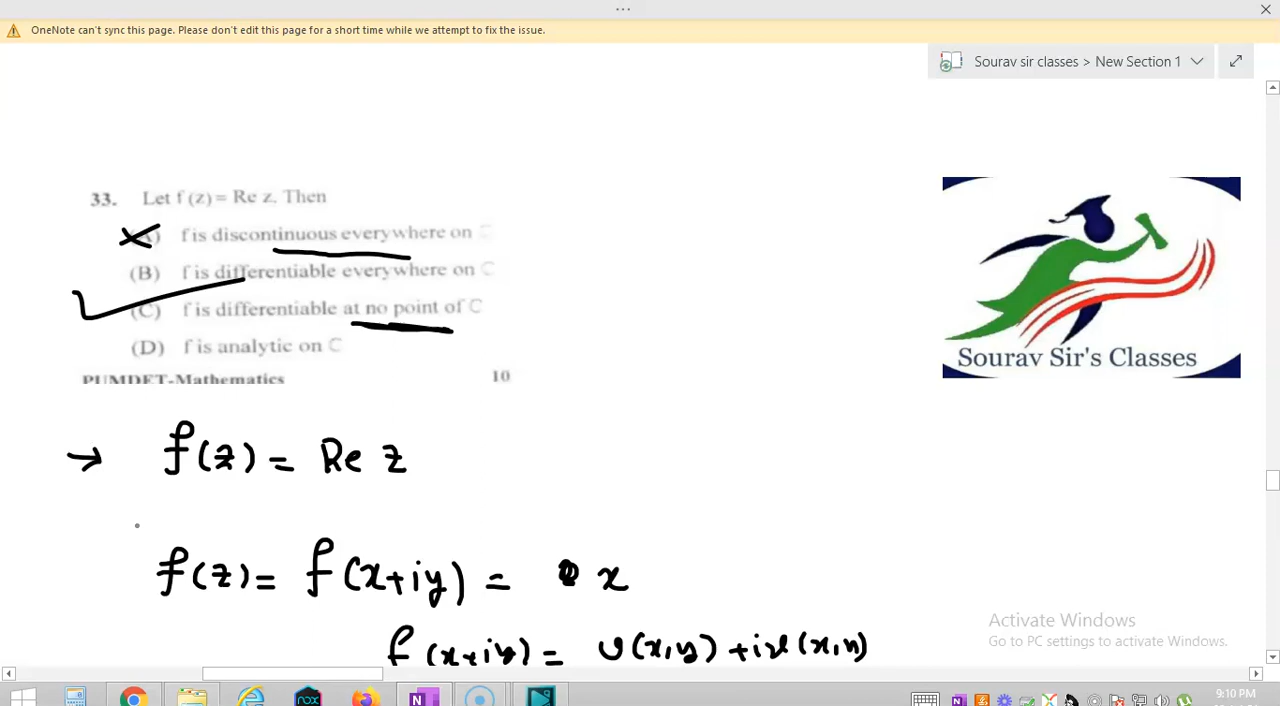 OneNote can't sync this page. Please don't edit this page for a short time while we attempt to fix the issue.
Sourav sir classes > New Section 1
33. Let f (z) = Re z. Then
(A) f is discontinuous everywhere on ℂ
(B) f is differentiable everywhere on ℂ
(C) f is differentiable at no point of ℂ
(D) f is analytic on ℂ
PUMDET-Mathematics 10
Sourav Sir's Classes
→ f(z) = Re z
f(z) = f(x+iy) = x
f(x+iy) = u(x,y) + iv(x,y)
Activate Windows
Go to PC settings to activate Windows.
nox
9:10 PM